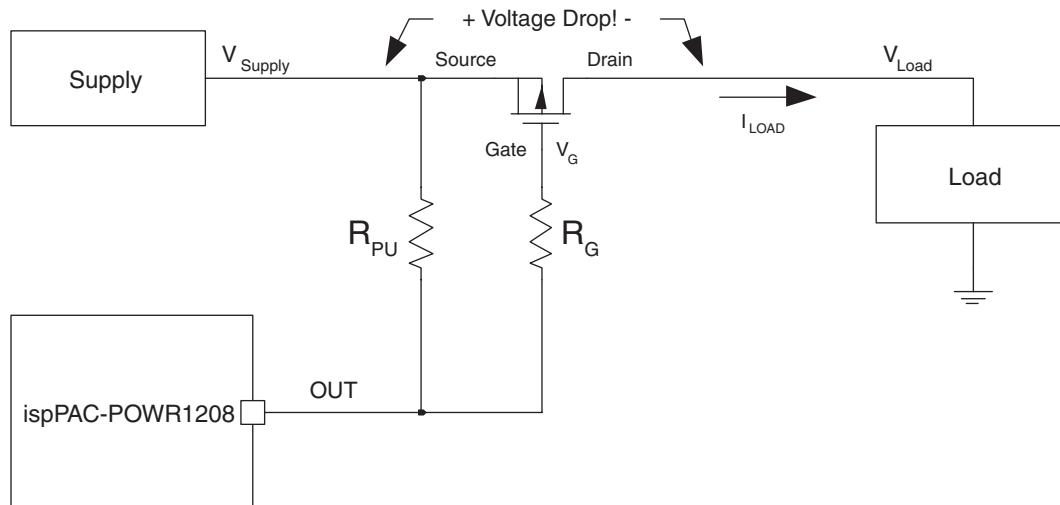 + Voltage Drop! -
Supply
V Supply
Source
Drain
V Load
I LOAD
Gate
V G
Load
R PU
R G
OUT
ispPAC-POWR1208